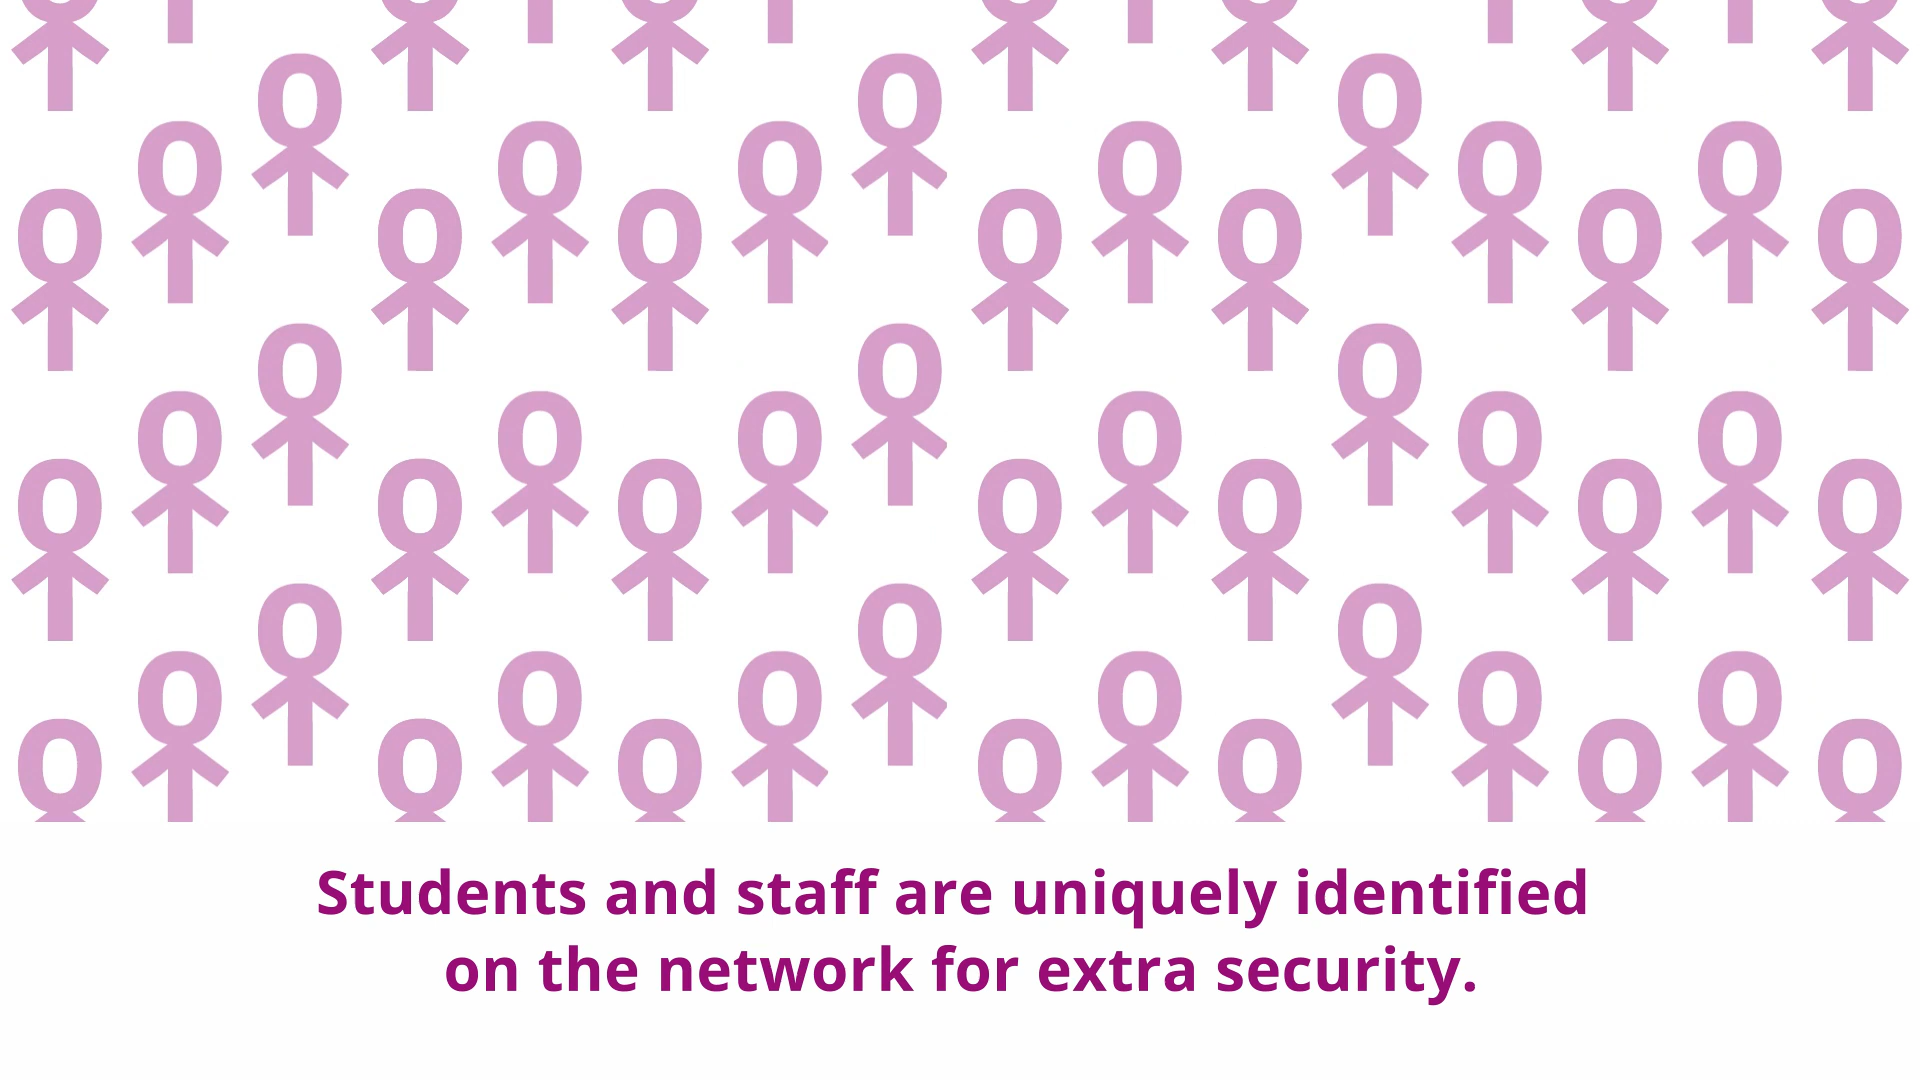 Students and staff are uniquely identified
on the network for extra security.